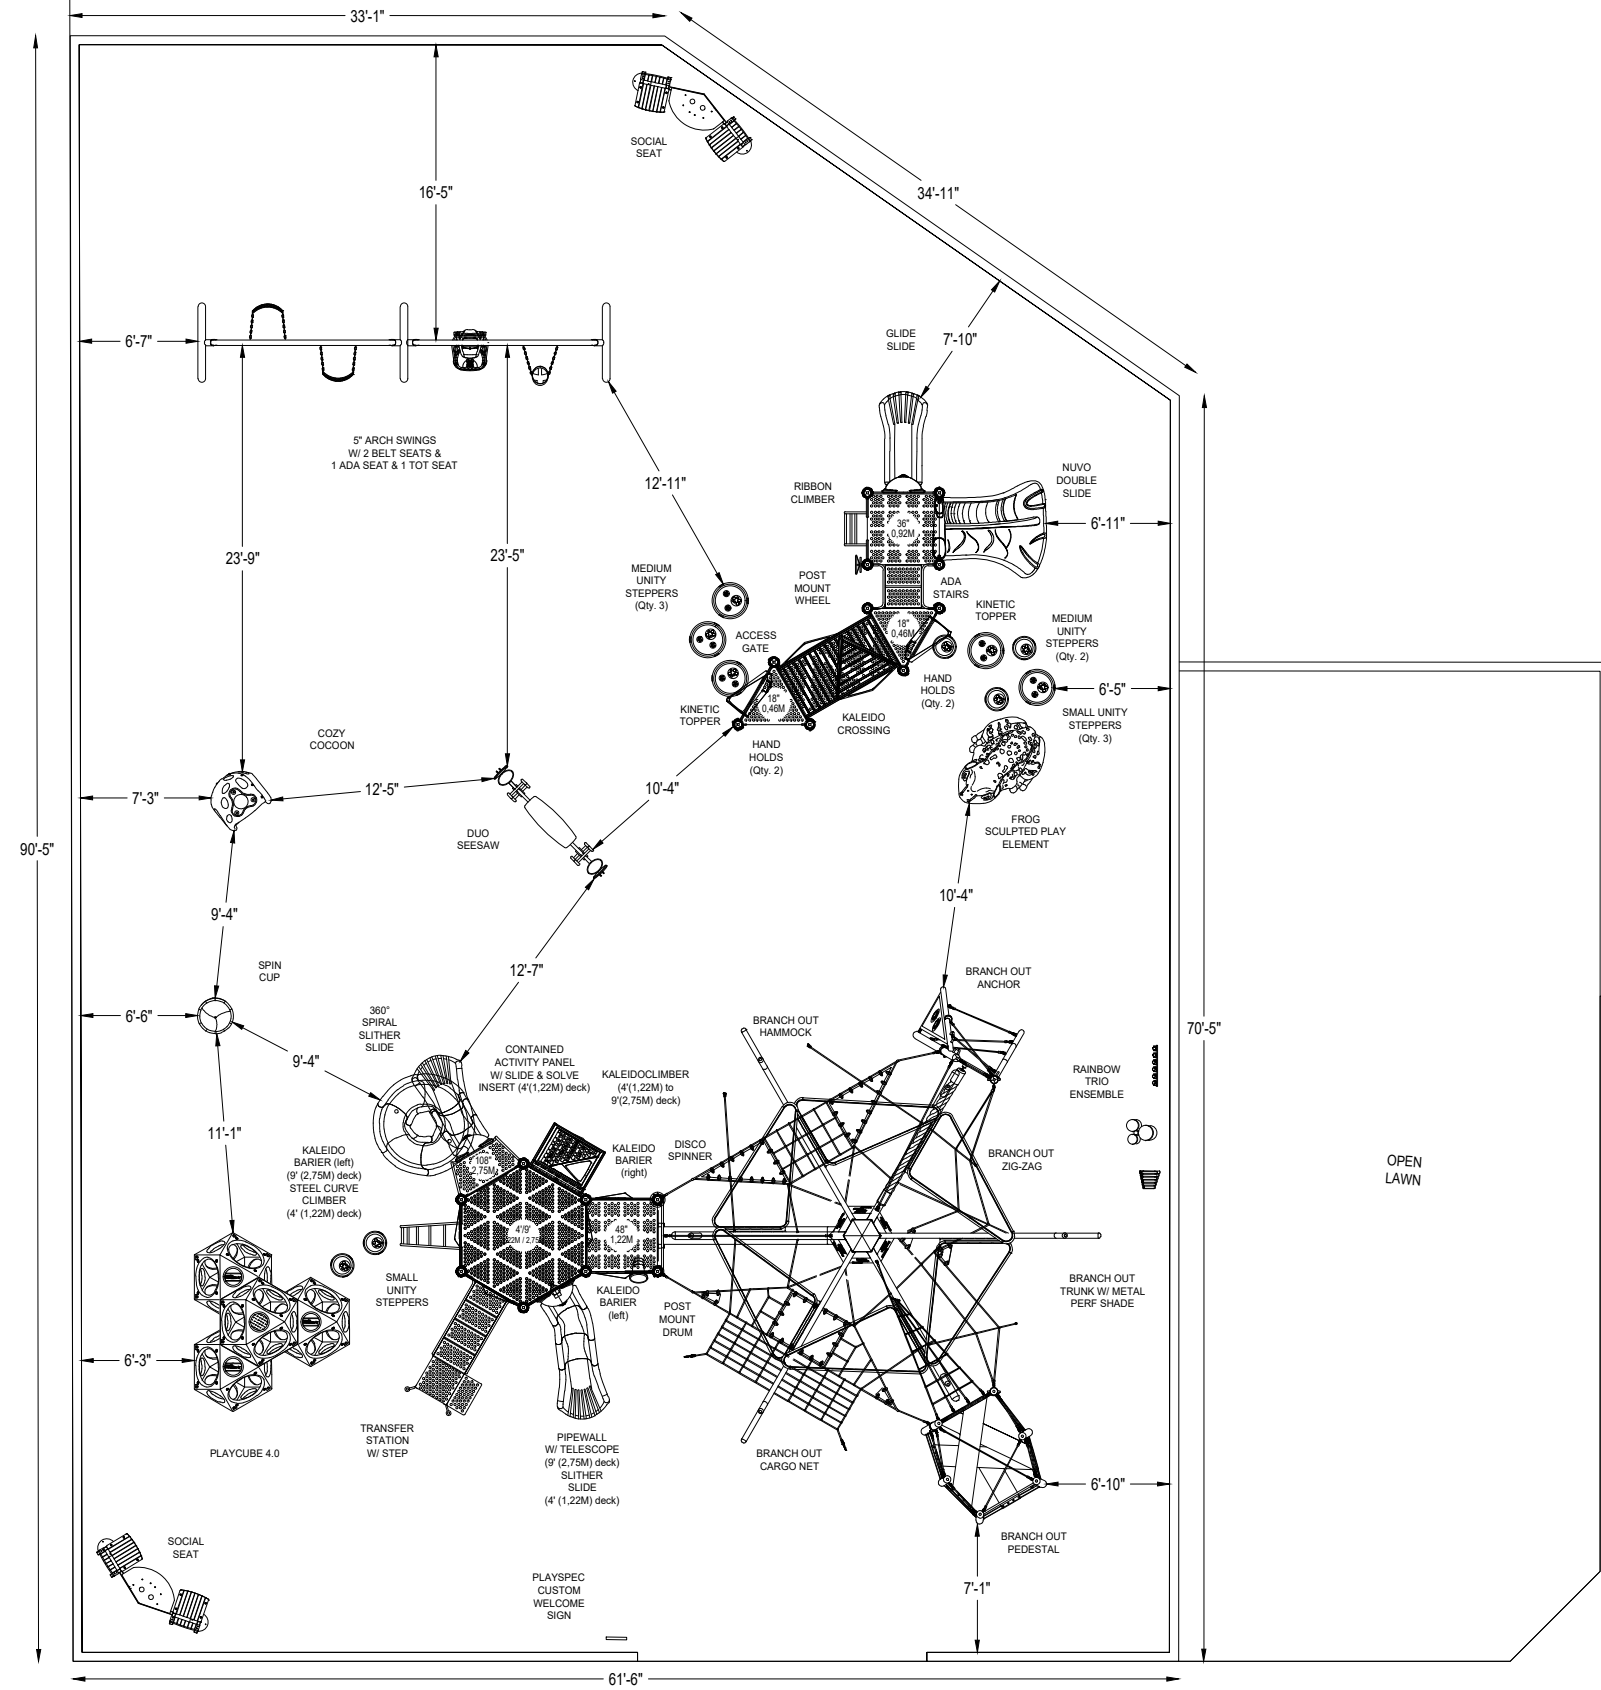 33'-1"
SOCIAL
SEAT
16'-5"
34'-11"
6'-7"
GLIDE
SLIDE
7'-10"
5" ARCH SWINGS
W/ 2 BELT SEATS &
1 ADA SEAT & 1 TOT SEAT
12'-11"
RIBBON
CLIMBER
NUVO
DOUBLE
SLIDE
36"
0,92M
6'-11"
23'-9"
23'-5"
MEDIUM
UNITY
STEPPERS
(Qty. 3)
POST
MOUNT
WHEEL
ADA
STAIRS
KINETIC
TOPPER
18"
0,46M
MEDIUM
UNITY
STEPPERS
(Qty. 2)
ACCESS
GATE
HAND
HOLDS
(Qty. 2)
6'-5"
18"
0,46M
KINETIC
TOPPER
KALEIDO
CROSSING
SMALL UNITY
STEPPERS
(Qty. 3)
HAND
HOLDS
(Qty. 2)
COZY
COCOON
7'-3"
12'-5"
10'-4"
DUO
SEESAW
FROG
SCULPTED PLAY
ELEMENT
90'-5"
9'-4"
10'-4"
SPIN
CUP
12'-7"
BRANCH OUT
ANCHOR
6'-6"
360°
SPIRAL
SLITHER
SLIDE
BRANCH OUT
HAMMOCK
70'-5"
9'-4"
CONTAINED
ACTIVITY PANEL
W/ SLIDE & SOLVE
INSERT (4'(1,22M) deck)
KALEIDOCLIMBER
(4'(1,22M) to
9'(2,75M) deck)
RAINBOW
TRIO
ENSEMBLE
11'-1"
KALEIDO
BARIER (left)
(9' (2,75M) deck)
STEEL CURVE
CLIMBER
(4' (1,22M) deck)
108"
2,75M
KALEIDO
BARIER
(right)
DISCO
SPINNER
BRANCH OUT
ZIG-ZAG
OPEN
LAWN
4'/9'
22M / 2,75
48"
1,22M
SMALL
UNITY
STEPPERS
KALEIDO
BARIER
(left)
POST
MOUNT
DRUM
BRANCH OUT
TRUNK W/ METAL
PERF SHADE
6'-3"
TRANSFER
STATION
W/ STEP
PLAYCUBE 4.0
PIPEWALL
W/ TELESCOPE
(9' (2,75M) deck)
SLITHER
SLIDE
(4' (1,22M) deck)
BRANCH OUT
CARGO NET
6'-10"
SOCIAL
SEAT
BRANCH OUT
PEDESTAL
PLAYSPEC
CUSTOM
WELCOME
SIGN
7'-1"
61'-6"